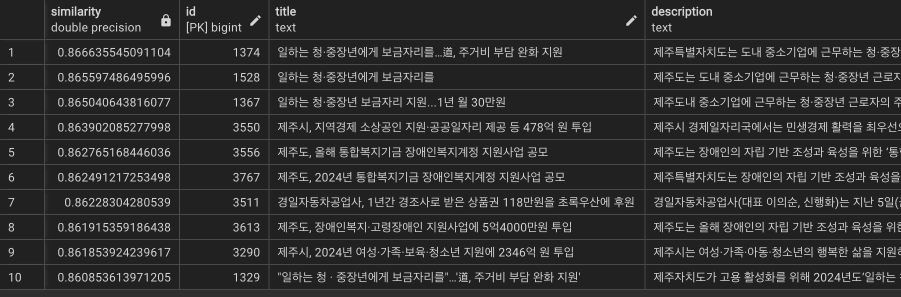 similarity id title description
double precision [PK] bigint text text
1 0.866635545091104 1374 일하는 청·중장년에게 보금자리를…道, 주거비 부담 완화 지원 제주특별자치도는 도내 중소기업에 근무하는 청·중장
2 0.865597486495996 1528 일하는 청·중장년에게 보금자리를 제주도는 도내 중소기업에 근무하는 청·중장년 근로자
3 0.865040643816077 1367 일하는 청·중장년 보금자리 지원...1년 월 30만원 제주도내 중소기업에 근무하는 청·중장년 근로자의 주
4 0.863902085277998 3550 제주시, 지역경제 소상공인 지원·공공일자리 제공 등 478억 원 투입 제주시 경제일자리국에서는 민생경제 활력을 최우선으
5 0.862765168446036 3556 제주도, 올해 통합복지기금 장애인복지계정 지원사업 공모 제주도는 장애인의 자립 기반 조성과 육성을 위한 '통
6 0.862491217253498 3767 제주도, 2024년 통합복지기금 장애인복지계정 지원사업 공모 제주특별자치도는 장애인의 자립 기반 조성과 육성을
7 0.86228304280539 3511 경일자동차공업사, 1년간 경조사로 받은 상품권 118만원을 초록우산에 후원 경일자동차공업사(대표 이의순, 신행화)는 지난 5일(
8 0.861915359186438 3613 제주도, 장애인복지·고령장애인 지원사업에 5억4000만원 투입 제주도는 올해 장애인의 자립 기반 조성과 육성을 위한
9 0.861853924239617 3290 제주시, 2024년 여성·가족·보육·청소년 지원에 2346억 원 투입 제주시는 여성·가족·아동·청소년의 행복한 삶을 지원하
10 0.860853613971205 1329 "일하는 청·중장년에게 보금자리를"…'道, 주거비 부담 완화 지원' 제주자치도가 고용 활성화를 위해 2024년도'일하는